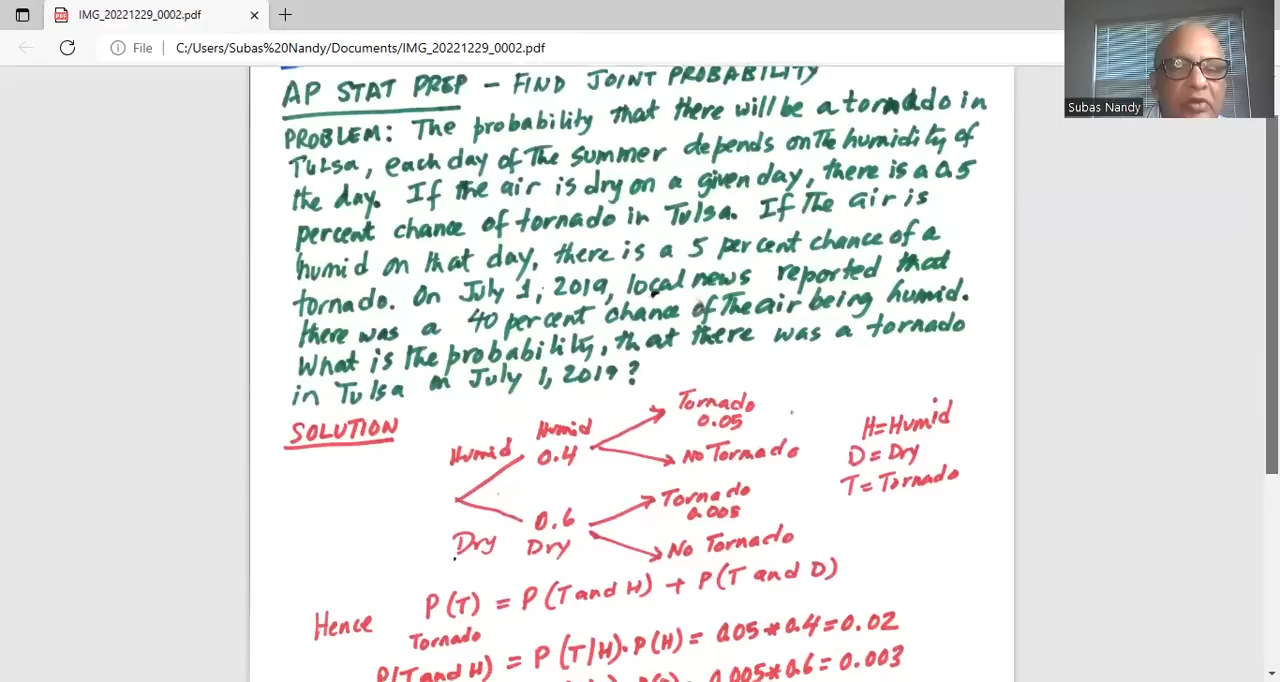 IMG_20221229_0002.pdf
File C:/Users/Subas%20Nandy/Documents/IMG_20221229_0002.pdf
Subas Nandy
AP STAT PREP - FIND JOINT PROBABILITY
PROBLEM: The probability that there will be a tornado in
Tulsa, each day of The summer depends on The humidity of
the day. If the air is dry on a given day, there is a 0.5
percent chance of tornado in Tulsa. If The air is
humid on that day, there is a 5 percent chance of a
tornado. On July 1, 2019, local news reported that
there was a 40 percent chance of The air being humid.
What is the probability, that there was a tornado
in Tulsa on July 1, 2019?
SOLUTION
Humid
Humid
0.4
Tornado
0.05
No Tornado
Dry
0.6
Dry
Tornado
0.005
No Tornado
H=Humid
D=Dry
T=Tornado
Hence P(T) = P(T and H) + P(T and D)
Tornado
P(T and H) = P(T/H)·P(H) = 0.05*0.4=0.02
0.005*0.6=0.003